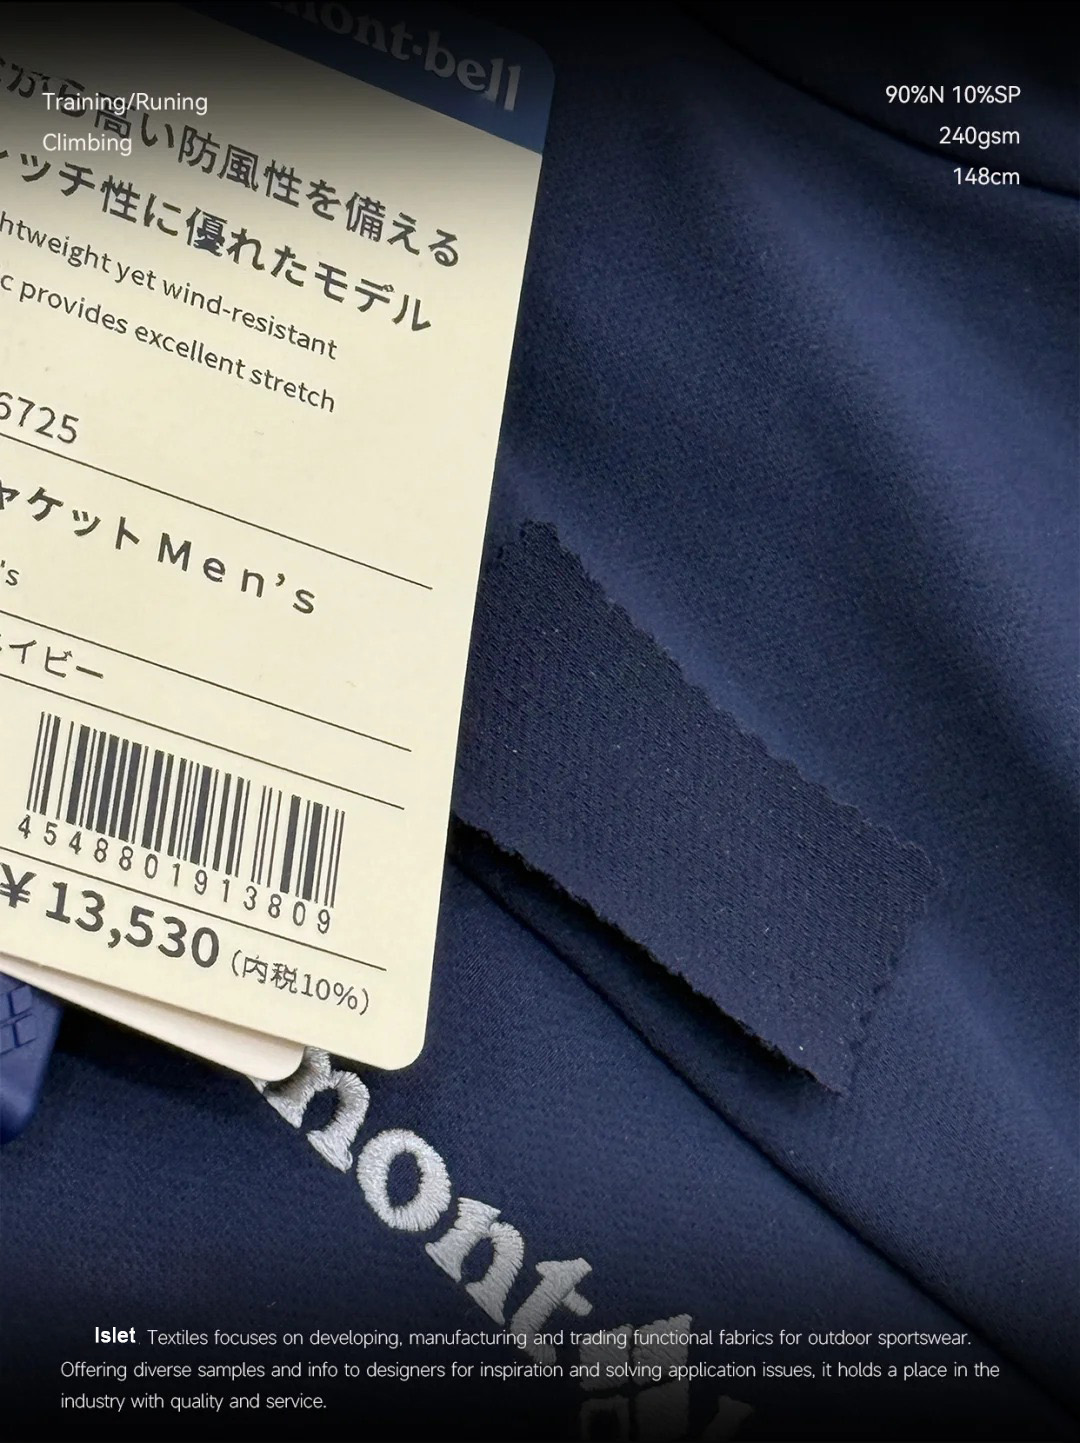 mont-bell
Training/Runing
Climbing
90%N 10%SP
240gsm
148cm
から高い防風性を備える
ッチ性に優れたモデル
yet wind-resistant
provides excellent stretch
6725
ケット Men's
's
イビー
4548801913809
¥13,530 (内税10%)
mont
Islet Textiles focuses on developing, manufacturing and trading functional fabrics for outdoor sportswear.
Offering diverse samples and info to designers for inspiration and solving application issues, it holds a place in the
industry with quality and service.